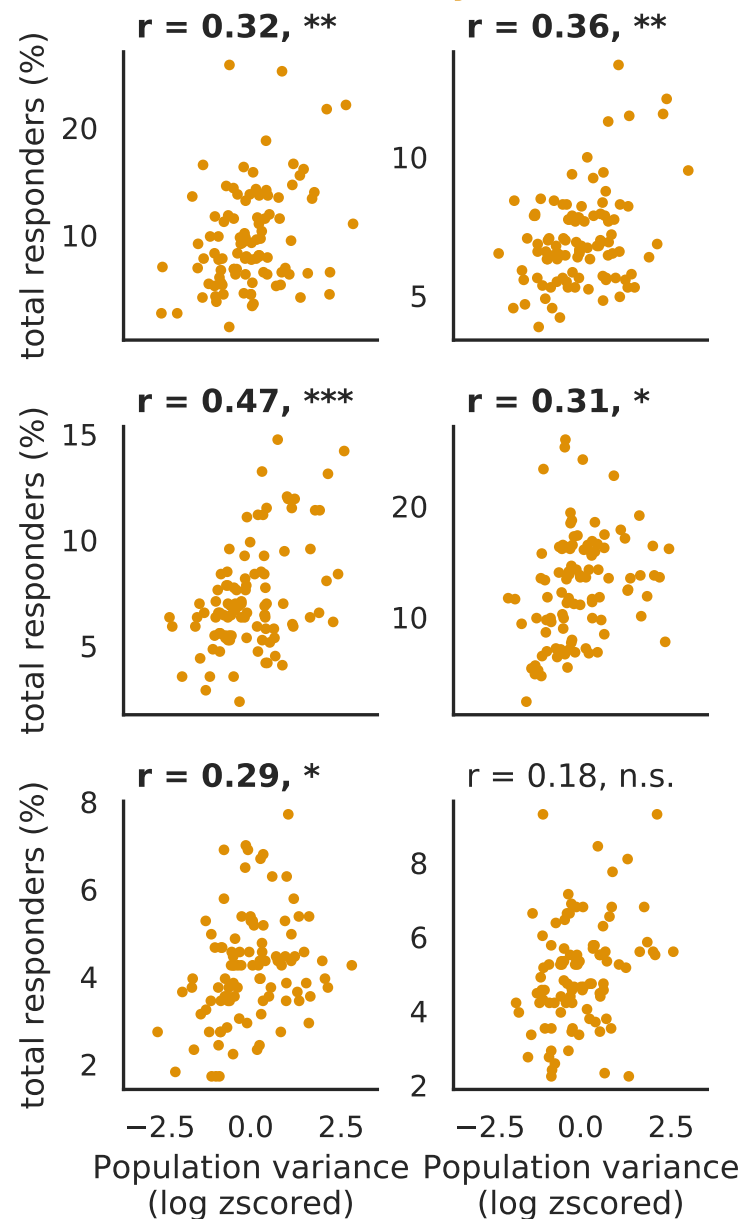 r = 0.32, **
r = 0.36, **
total responders (%)
20
10
10
5
r = 0.47, ***
r = 0.31, *
total responders (%)
15
10
5
20
10
r = 0.29, *
r = 0.18, n.s.
total responders (%)
8
6
4
2
8
6
4
2
−2.5 0.0 2.5
−2.5 0.0 2.5
Population variance
(log zscored)
Population variance
(log zscored)